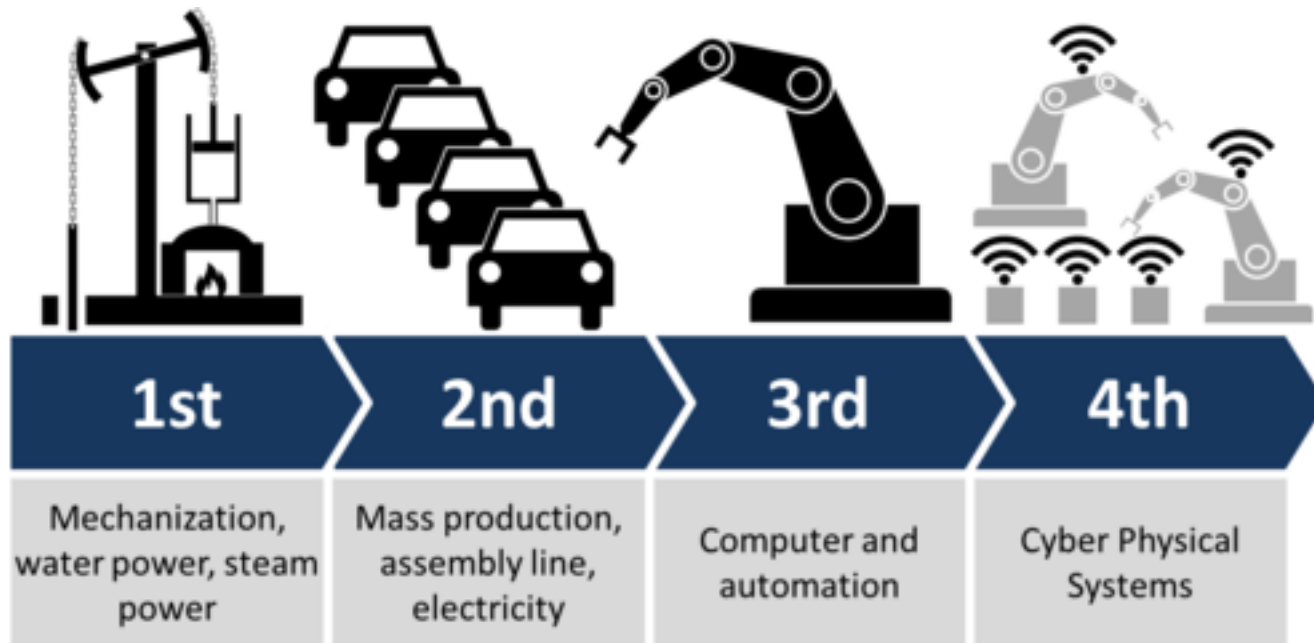 1st
2nd
3rd
4th
Mechanization,
water power, steam
power
Mass production,
assembly line,
electricity
Computer and
automation
Cyber Physical
Systems